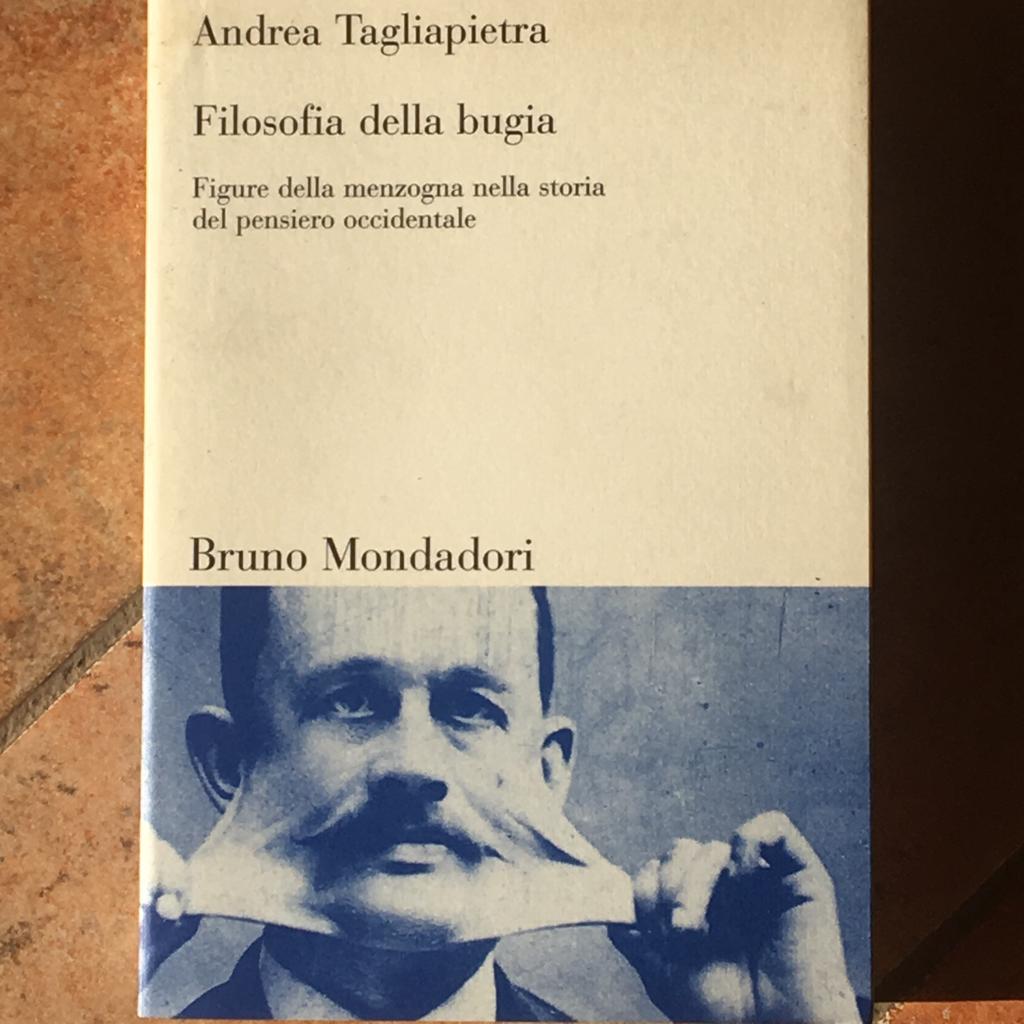 Andrea Tagliapietra
Filosofia della bugia
Figure della menzogna nella storia
del pensiero occidentale
Bruno Mondadori